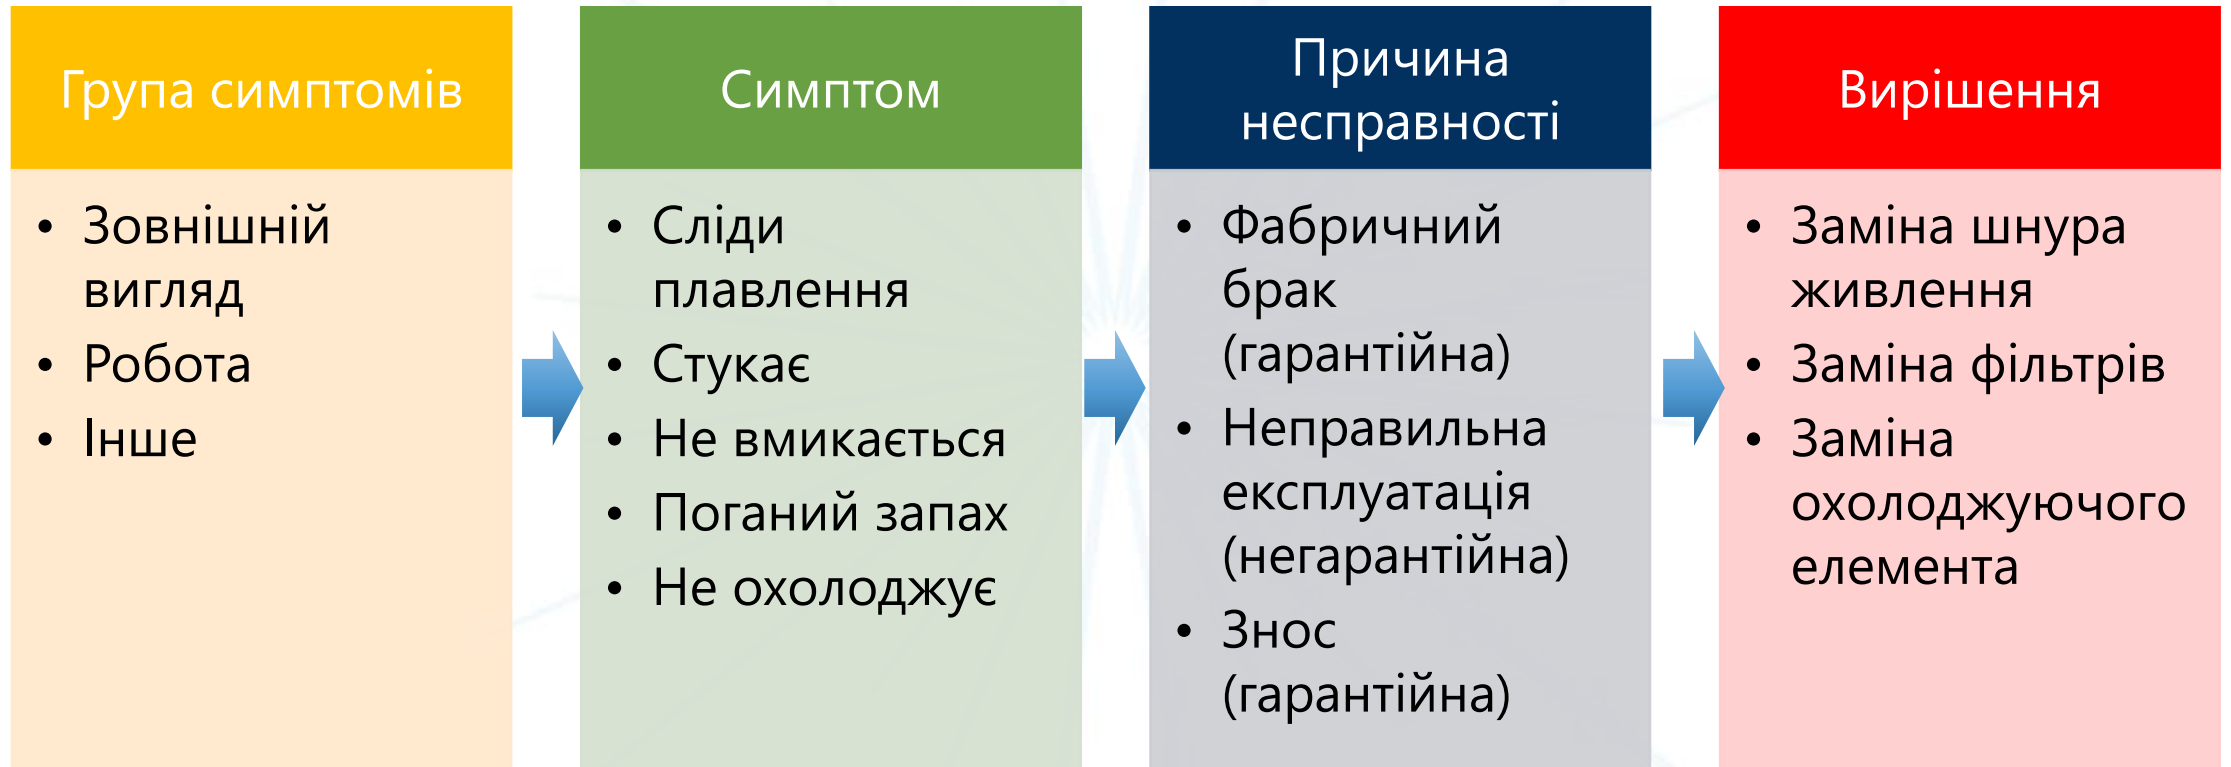 Група симптомів
• Зовнішній
вигляд
• Робота
• Інше
Симптом
• Сліди
плавлення
• Стукає
• Не вмикається
• Поганий запах
• Не охолоджує
Причина
несправності
• Фабричний
брак
(гарантійна)
• Неправильна
експлуатація
(негарантійна)
• Знос
(гарантійна)
Вирішення
• Заміна шнура
живлення
• Заміна фільтрів
• Заміна
охолоджуючого
елемента